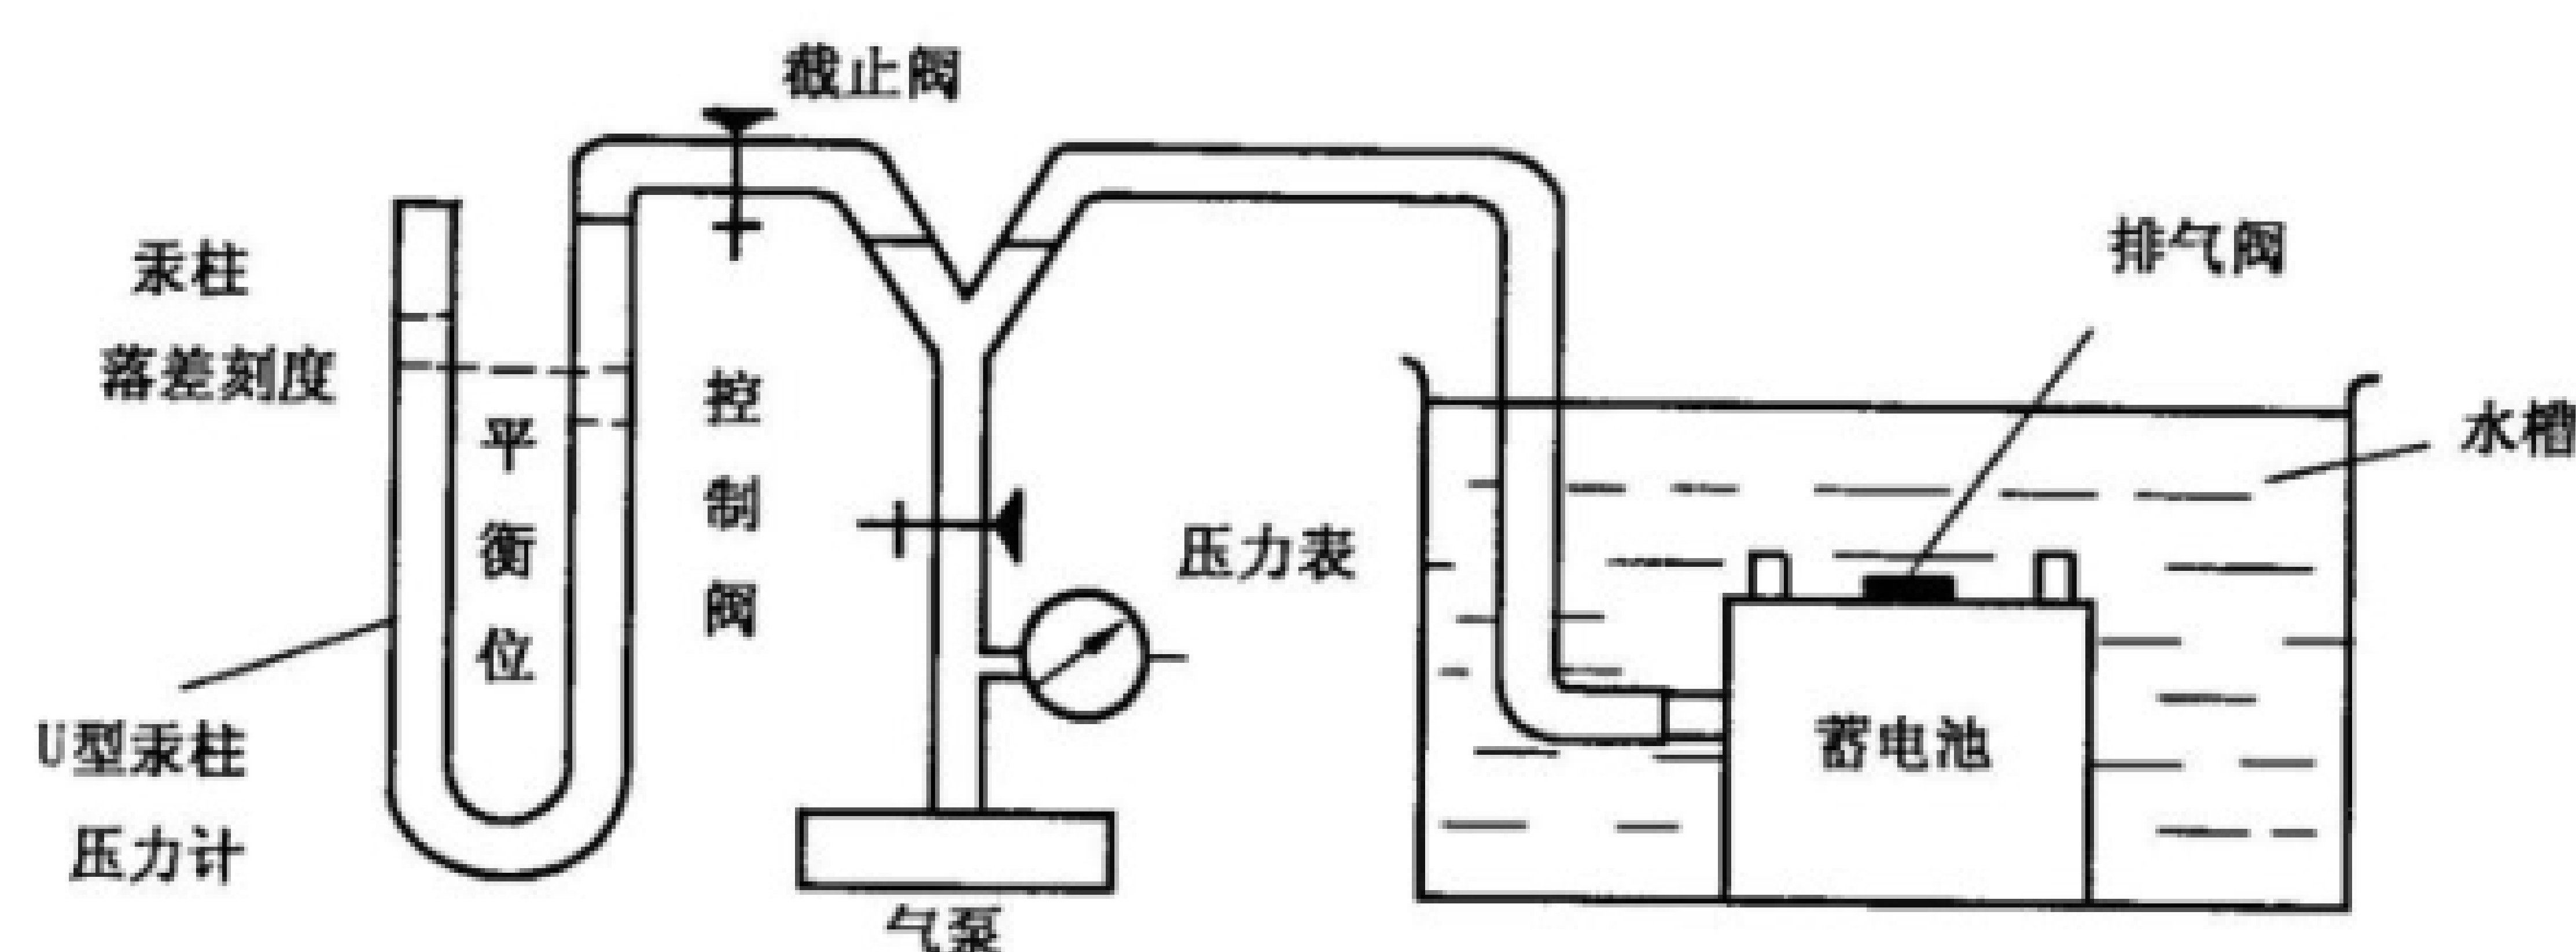 截止阀
汞柱
落差刻度
平衡位
控制阀
排气阀
水槽
压力表
U型汞柱
压力计
蓄电池
气泵